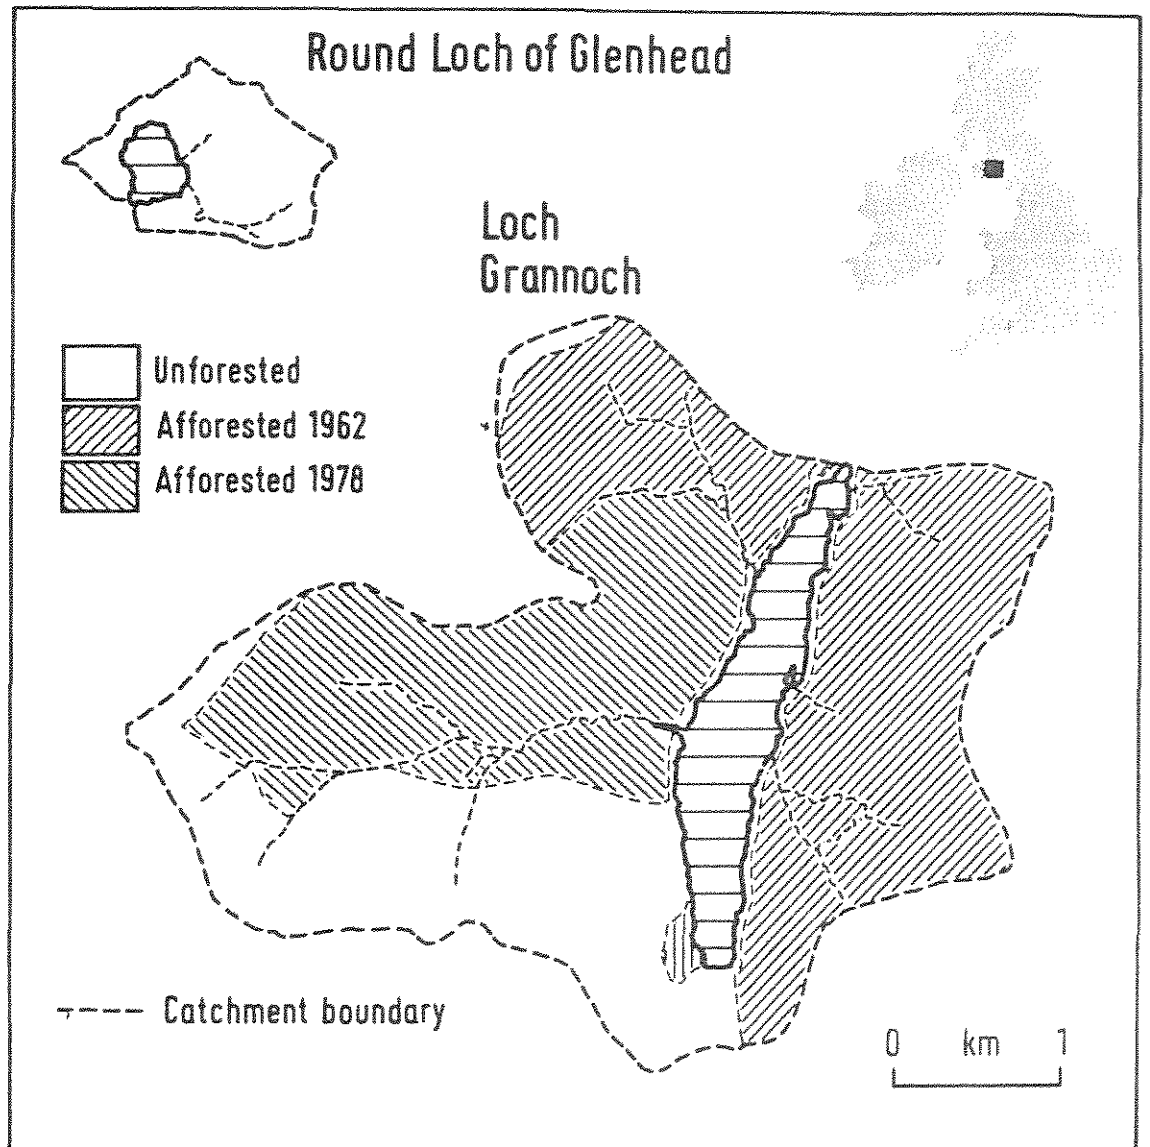 Round Loch of Glenhead
Loch
Grannoch
Unforested
Afforested 1962
Afforested 1978
Catchment boundary
0 km 1